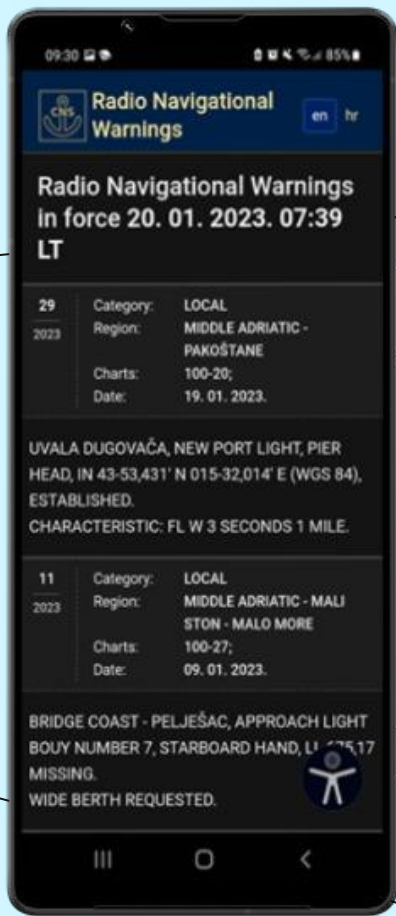 09:30
85%
CNS
Radio Navigational
Warnings
en hr
Radio Navigational Warnings
in force 20. 01. 2023. 07:39
LT
29 Category: LOCAL
2023 Region: MIDDLE ADRIATIC -
PAKOŠTANE
Charts: 100-20;
Date: 19. 01. 2023.
UVALA DUGOVAČA, NEW PORT LIGHT, PIER
HEAD, IN 43-53,431' N 015-32,014' E (WGS 84),
ESTABLISHED.
CHARACTERISTIC: FL W 3 SECONDS 1 MILE.
11 Category: LOCAL
2023 Region: MIDDLE ADRIATIC - MALI
STON - MALO MORE
Charts: 100-27;
Date: 09. 01. 2023.
BRIDGE COAST - PELJEŠAC, APPROACH LIGHT
BOUY NUMBER 7, STARBOARD HAND,
MISSING.
WIDE BERTH REQUESTED.